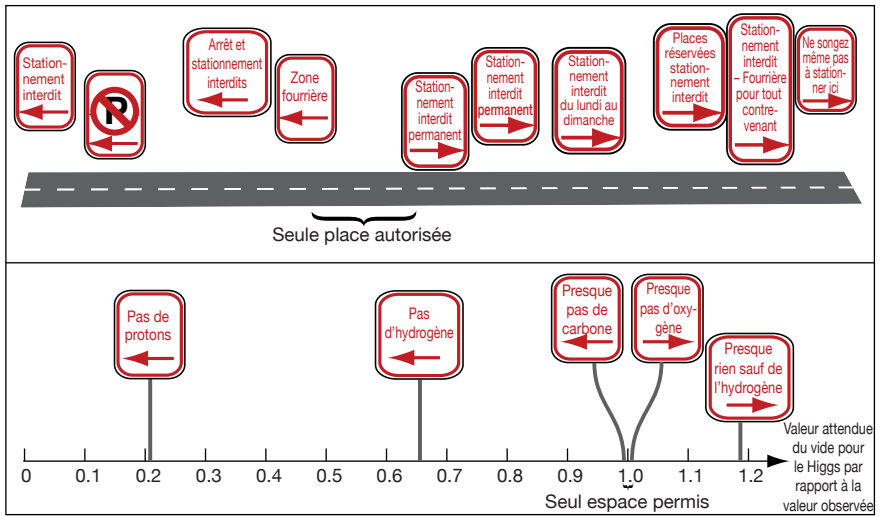 Station-
nement
interdit
P
Arrêt et
stationnement
interdits
Zone
fourrière
Station-
nement
interdit
permanent
Station-
nement
interdit
permanent
Station-
nement
interdit
du lundi au
dimanche
Places
réservées
station-
nement
interdit
Station-
nement
interdit
– Fourrière
pour tout
contre-
venant
Ne songez
même pas
à station-
ner ici
Seule place autorisée
Pas de
protons
Pas
d’hydrogène
Presque
pas de
carbone
Presque
pas d’oxy-
gène
Presque
rien sauf de
l’hydrogène
0 0.1 0.2 0.3 0.4 0.5 0.6 0.7 0.8 0.9 1.0 1.1 1.2
Seul espace permis
Valeur attendue
du vide pour
le Higgs par
rapport à la
valeur observée